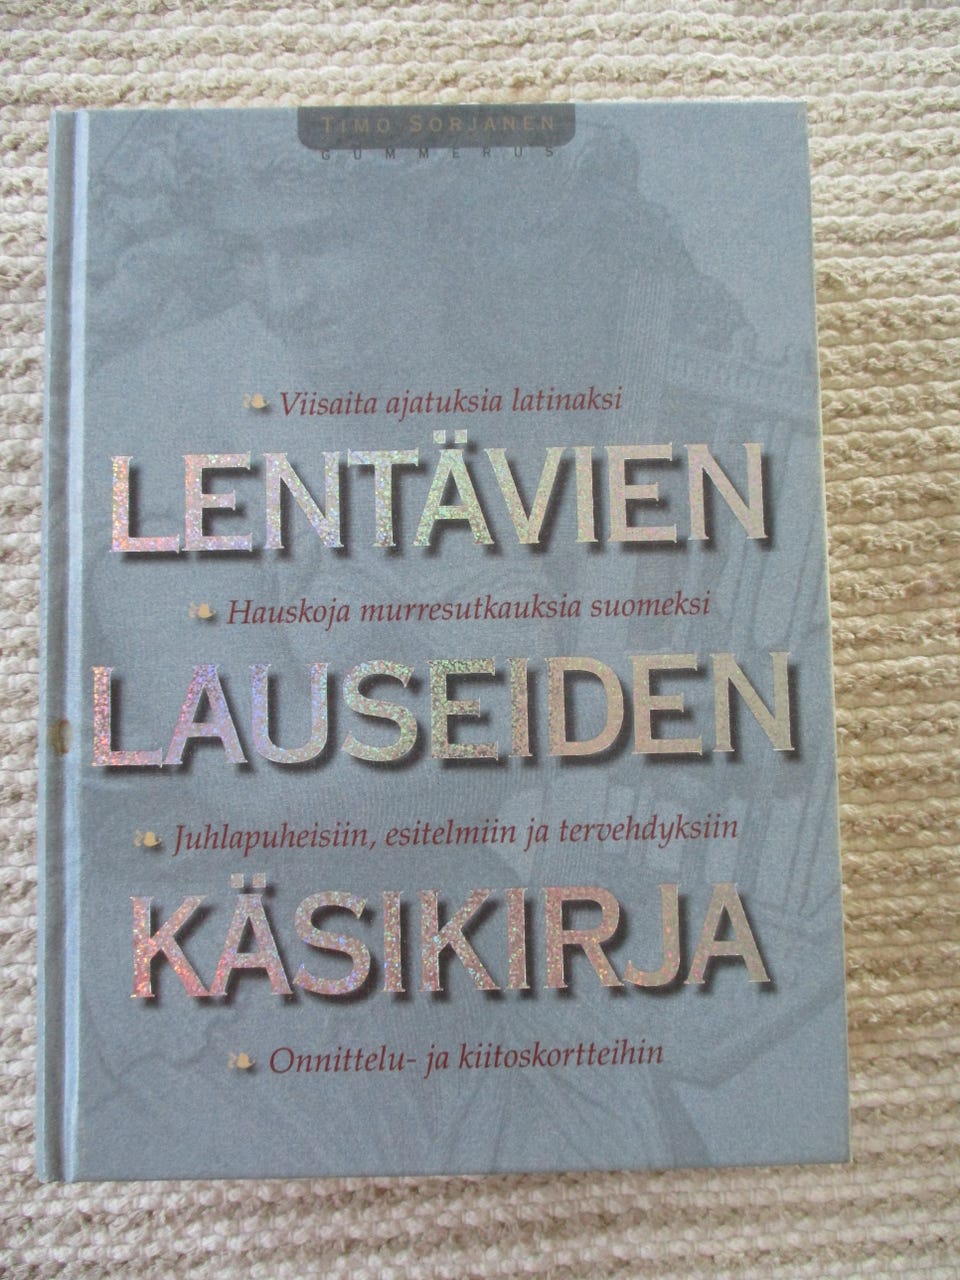 TIMO SORJANEN
GUMMERUS
Viisaita ajatuksia latinaksi
LENTÄVIEN
Hauskoja murresutkauksia suomeksi
LAUSEIDEN
Juhlapuheisiin, esitelmiin ja tervehdyksiin
KÄSIKIRJA
Onnittelu- ja kiitoskortteihin